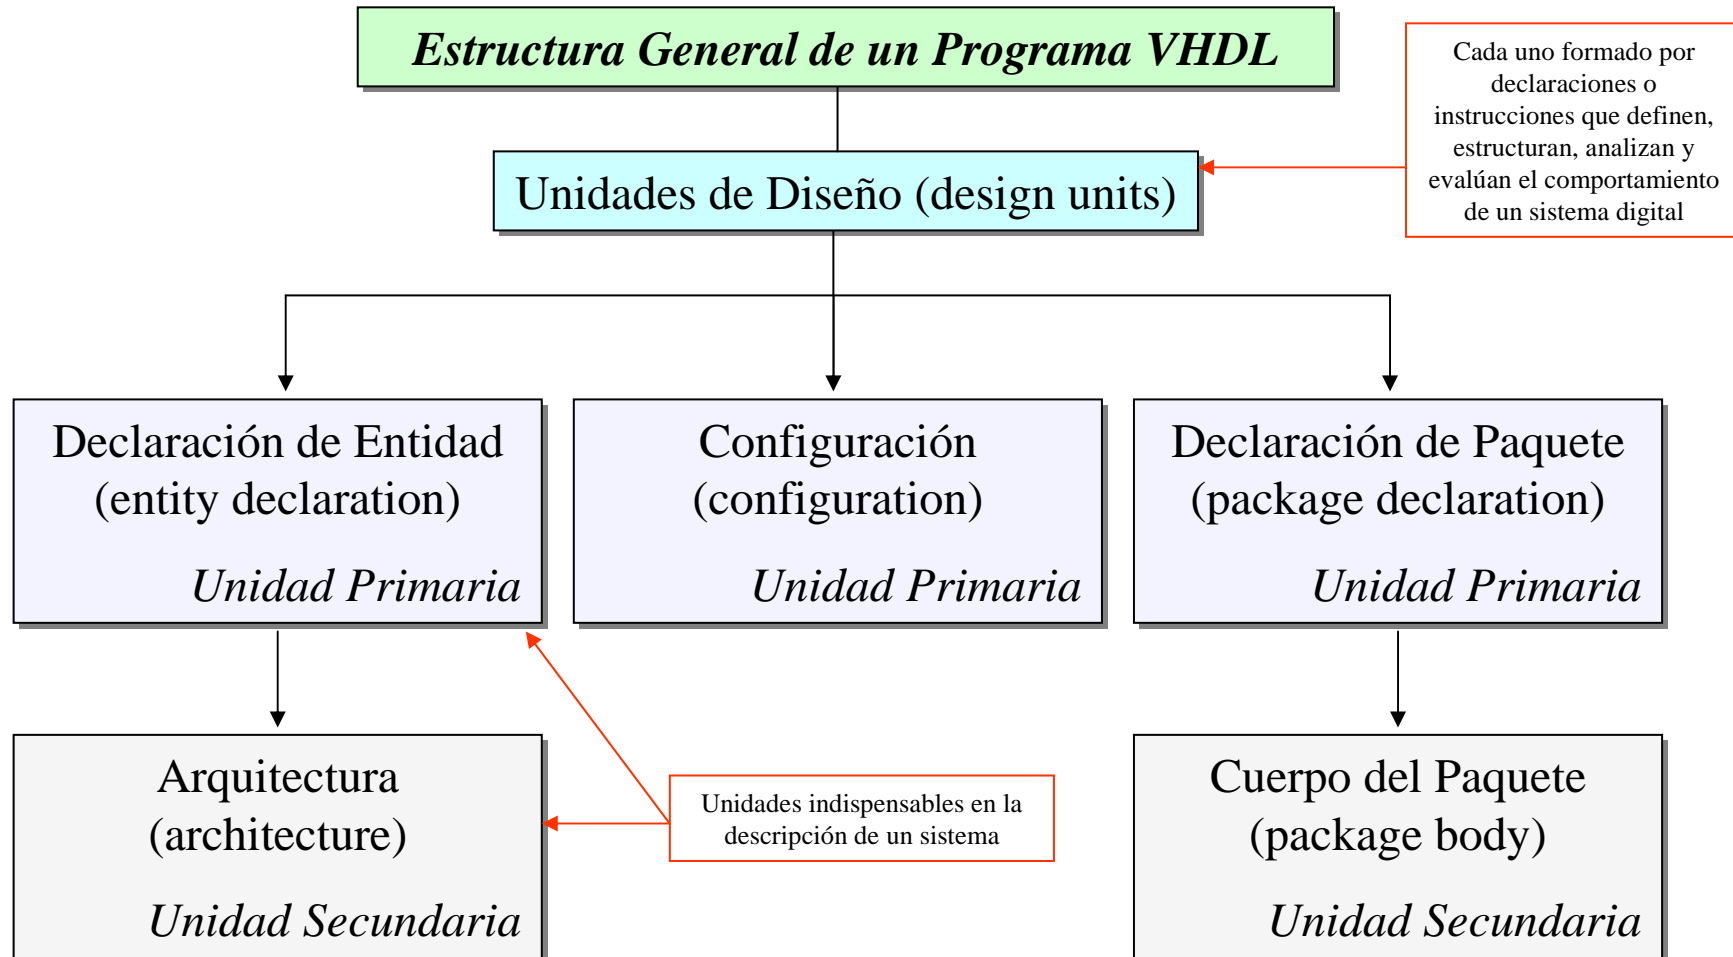 Estructura General de un Programa VHDL
Cada uno formado por
declaraciones o
instrucciones que definen,
estructuran, analizan y
evalúan el comportamiento
de un sistema digital
Unidades de Diseño (design units)
Declaración de Entidad
(entity declaration)
Unidad Primaria
Configuración
(configuration)
Unidad Primaria
Declaración de Paquete
(package declaration)
Unidad Primaria
Arquitectura
(architecture)
Unidad Secundaria
Unidades indispensables en la
descripción de un sistema
Cuerpo del Paquete
(package body)
Unidad Secundaria